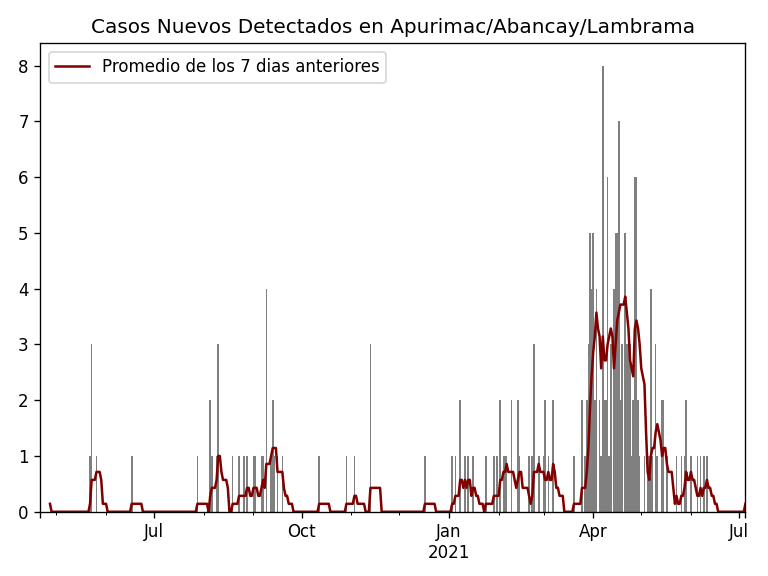 Casos Nuevos Detectados en Apurimac/Abancay/Lambrama
Promedio de los 7 dias anteriores
8
7
6
5
4
3
2
1
0
Jul
Oct
Jan
2021
Apr
Jul